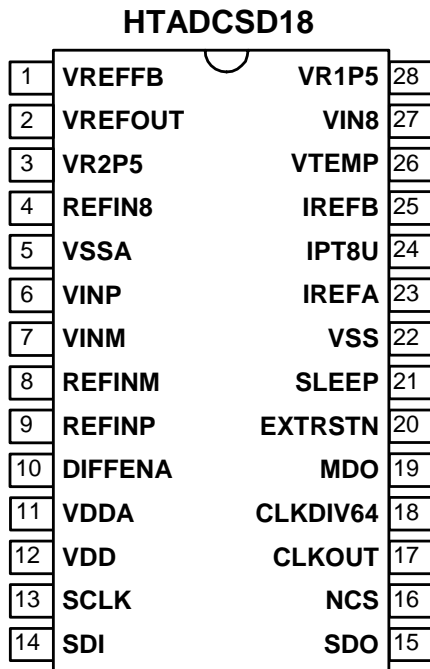 HTADCSD18
1 VREFFB VR1P5 28
2 VREFOUT VIN8 27
3 VR2P5 VTEMP 26
4 REFIN8 IREFB 25
5 VSSA IPT8U 24
6 VINP IREFA 23
7 VINM VSS 22
8 REFINM SLEEP 21
9 REFINP EXTRSTN 20
10 DIFFENA MDO 19
11 VDDA CLKDIV64 18
12 VDD CLKOUT 17
13 SCLK NCS 16
14 SDI SDO 15